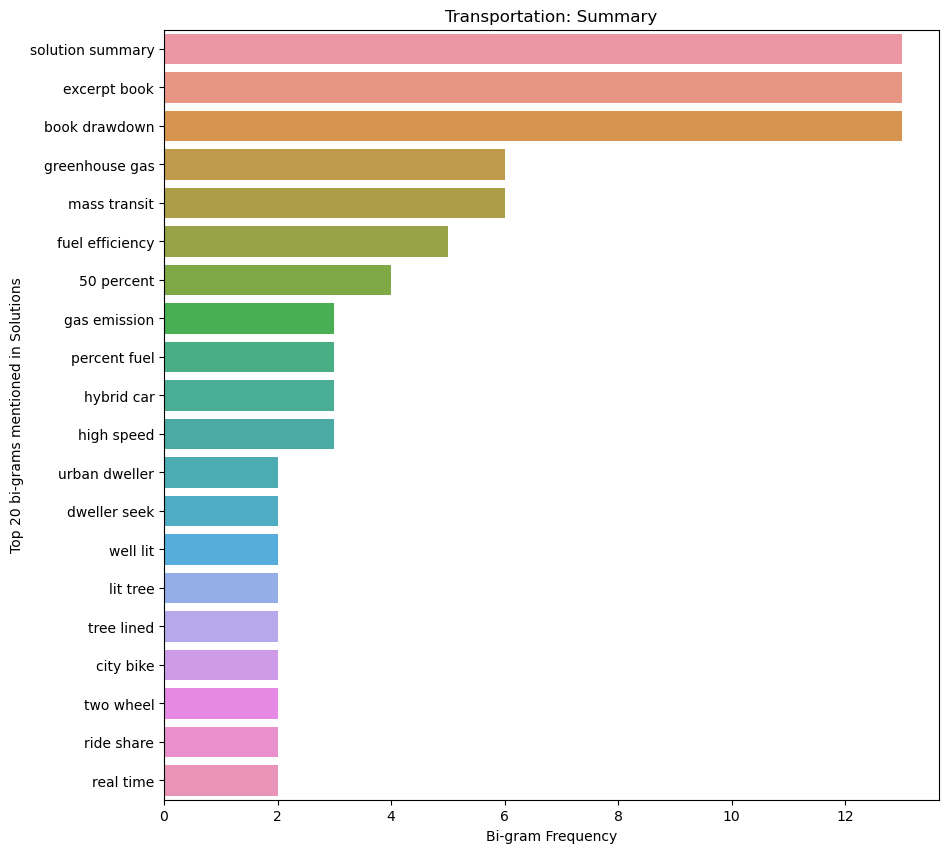 Transportation: Summary
Top 20 bi-grams mentioned in Solutions
solution summary
excerpt book
book drawdown
greenhouse gas
mass transit
fuel efficiency
50 percent
gas emission
percent fuel
hybrid car
high speed
urban dweller
dweller seek
well lit
lit tree
tree lined
city bike
two wheel
ride share
real time
0 2 4 6 8 10 12
Bi-gram Frequency